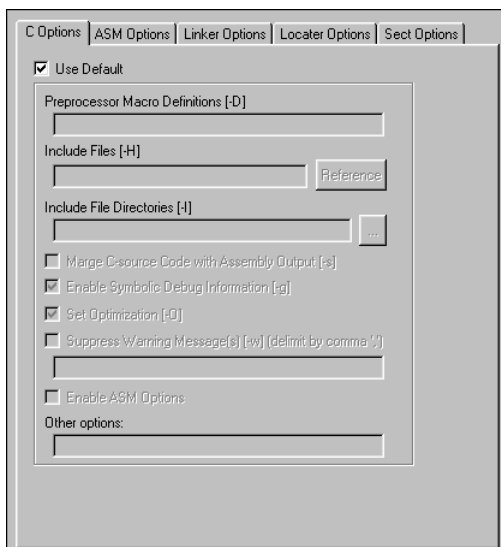 C Options ASM Options Linker Options Locater Options Sect Options
Use Default
Preprocessor Macro Definitions [-D]
Include Files [-H]
Reference
Include File Directories [-I]
...
Marge C-source Code with Assembly Output [-s]
Enable Symbolic Debug Information [-g]
Set Optimization [-O]
Suppress Warning Message(s) [-w] (delimit by comma ',')
Enable ASM Options
Other options: